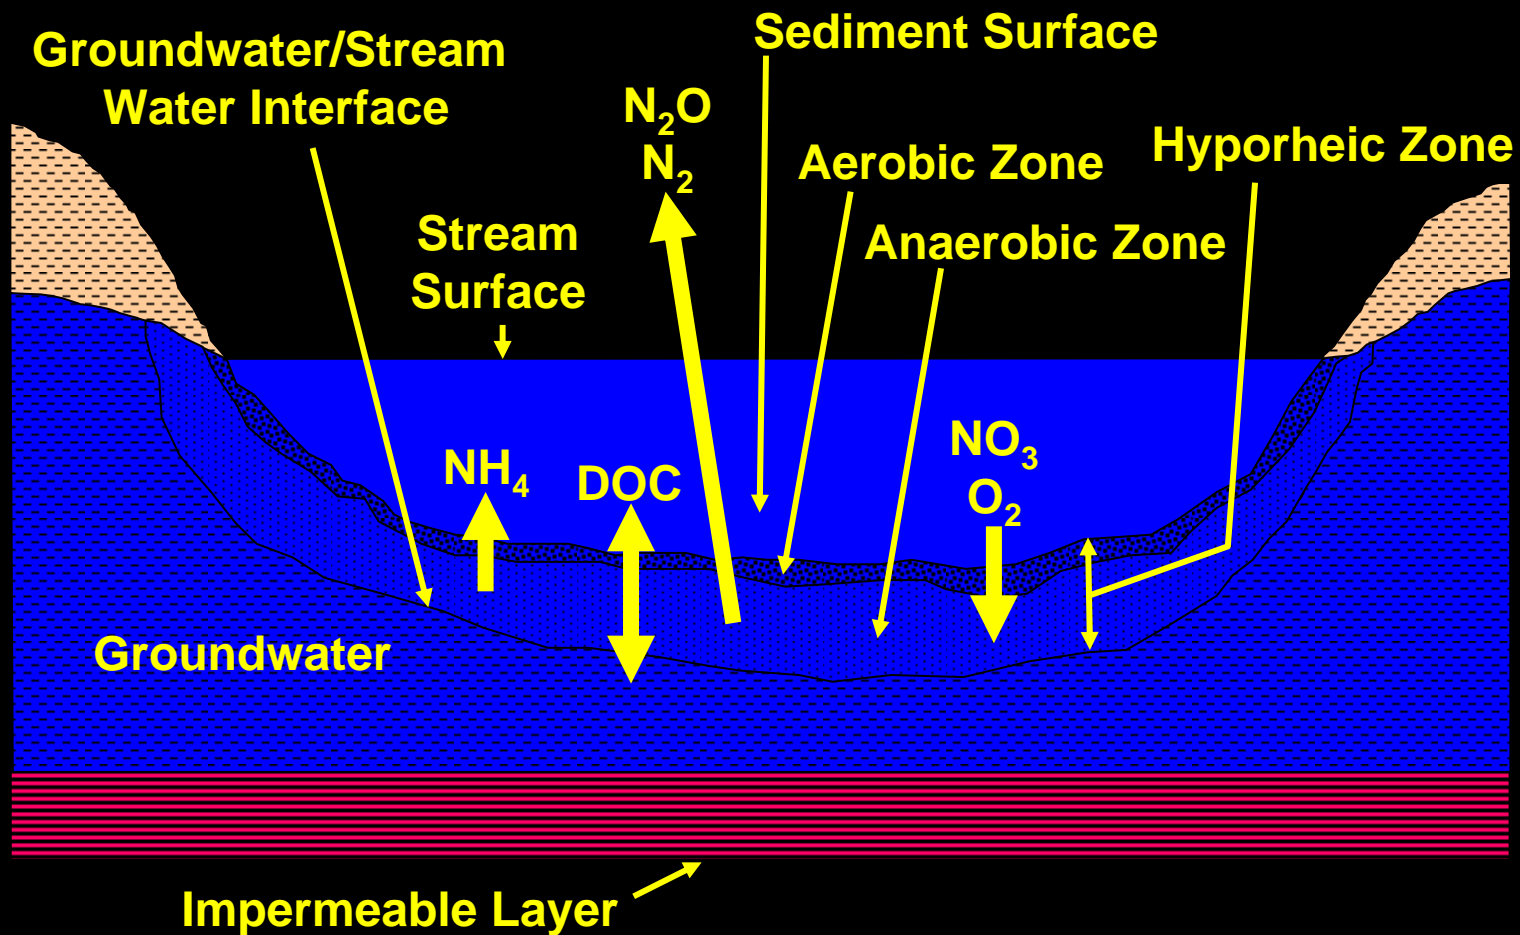 Groundwater/Stream
Water Interface
Sediment Surface
N₂O
N₂
Aerobic Zone
Hyporheic Zone
Anaerobic Zone
Stream
Surface
NH₄
DOC
NO₃
O₂
Groundwater
Impermeable Layer